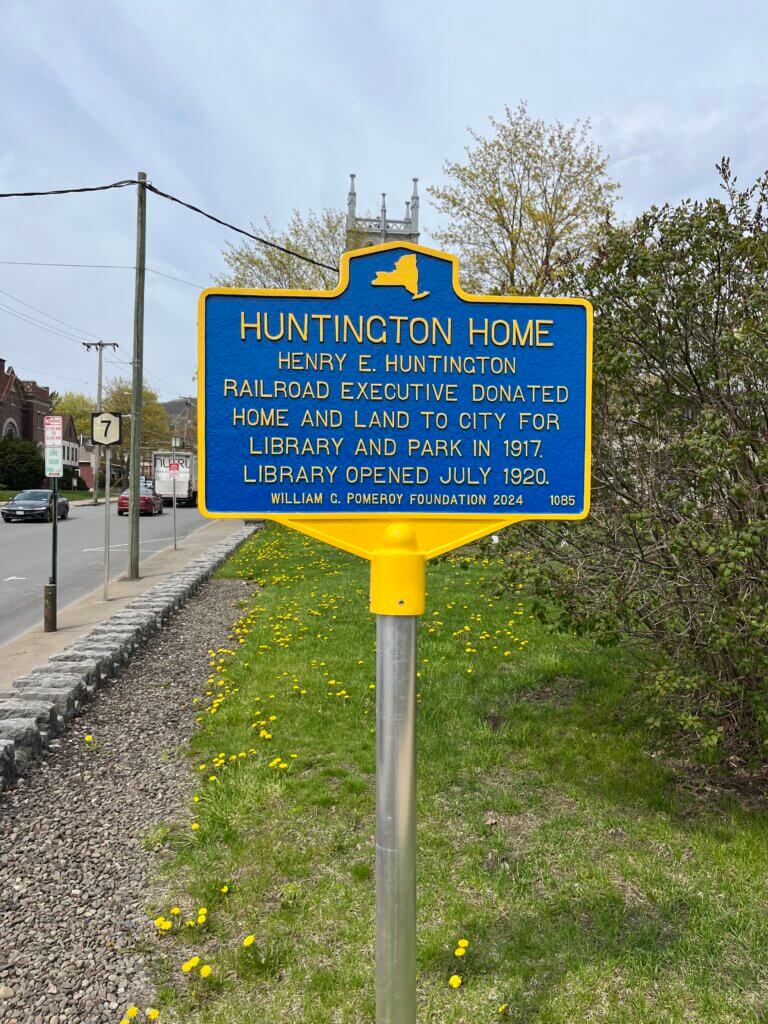 HUNTINGTON HOME
HENRY E. HUNTINGTON
RAILROAD EXECUTIVE DONATED
HOME AND LAND TO CITY FOR
LIBRARY AND PARK IN 1917.
LIBRARY OPENED JULY 1920.
WILLIAM G. POMEROY FOUNDATION 2024 1085
7